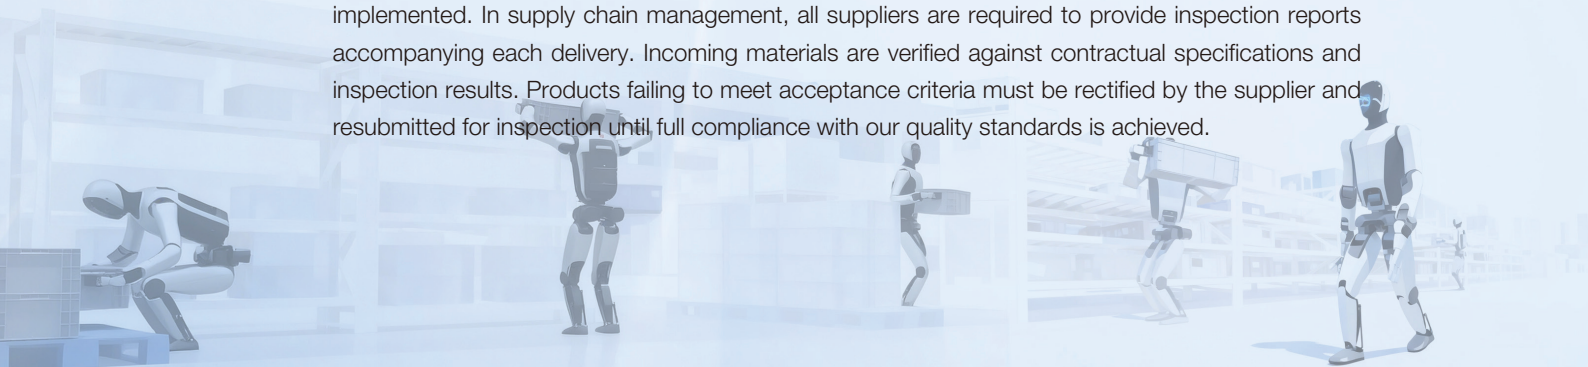 implemented. In supply chain management, all suppliers are required to provide inspection reports
accompanying each delivery. Incoming materials are verified against contractual specifications and
inspection results. Products failing to meet acceptance criteria must be rectified by the supplier and
resubmitted for inspection until full compliance with our quality standards is achieved.